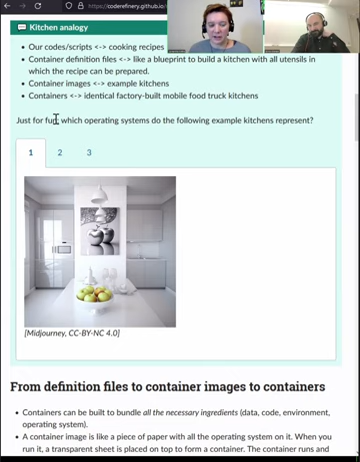 https://coderefinery.github.io/
Kitchen analogy
• Our codes/scripts <-> cooking recipes
• Container definition files <-> like a blueprint to build a kitchen with all utensils in
which the recipe can be prepared.
• Container images <-> example kitchens
• Containers <-> identical factory-built mobile food truck kitchens
Just for fun, which operating systems do the following example kitchens represent?
1 2 3
[Midjourney, CC-BY-NC 4.0]
From definition files to container images to containers
• Containers can be built to bundle all the necessary ingredients (data, code, environment,
operating system).
• A container image is like a piece of paper with all the operating system on it. When you
run it, a transparent sheet is placed on top to form a container. The container runs and